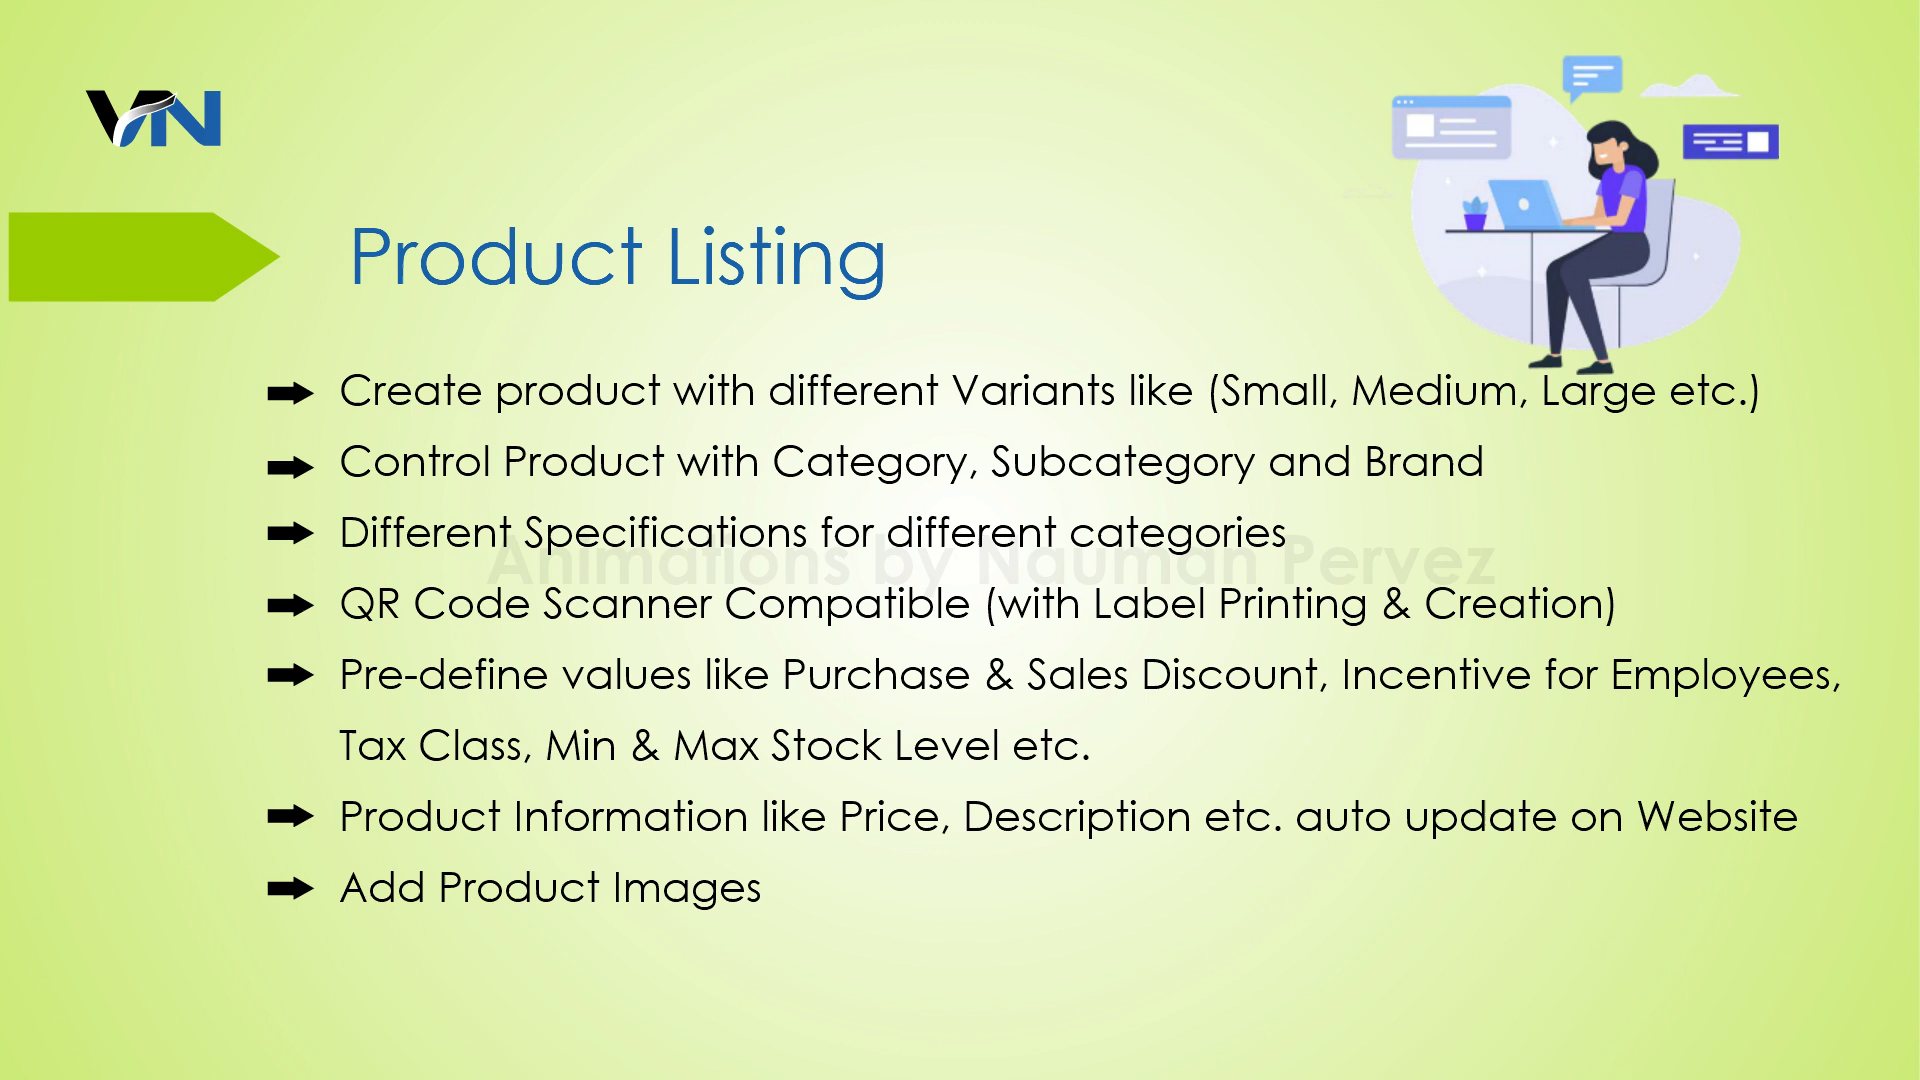 VN
Product Listing
Create product with different Variants like (Small, Medium, Large etc.)
Control Product with Category, Subcategory and Brand
Different Specifications for different categories
Animations by Nauman Pervez
QR Code Scanner Compatible (with Label Printing & Creation)
Pre-define values like Purchase & Sales Discount, Incentive for Employees,
Tax Class, Min & Max Stock Level etc.
Product Information like Price, Description etc. auto update on Website
Add Product Images